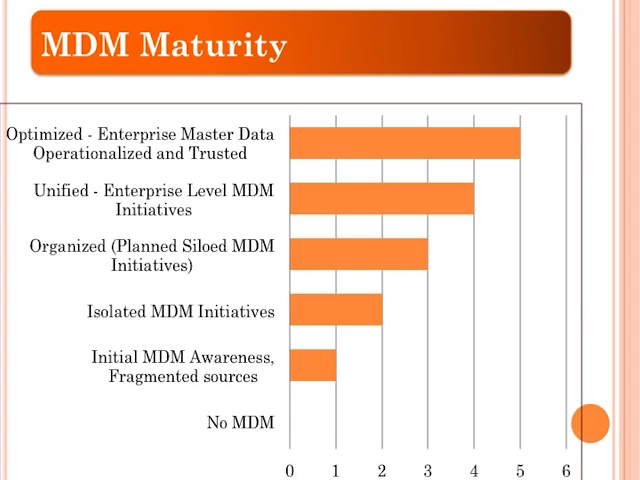 MDM Maturity
Optimized - Enterprise Master Data
Operationalized and Trusted
Unified - Enterprise Level MDM
Initiatives
Organized (Planned Siloed MDM
Initiatives)
Isolated MDM Initiatives
Initial MDM Awareness,
Fragmented sources
No MDM
0 1 2 3 4 5 6